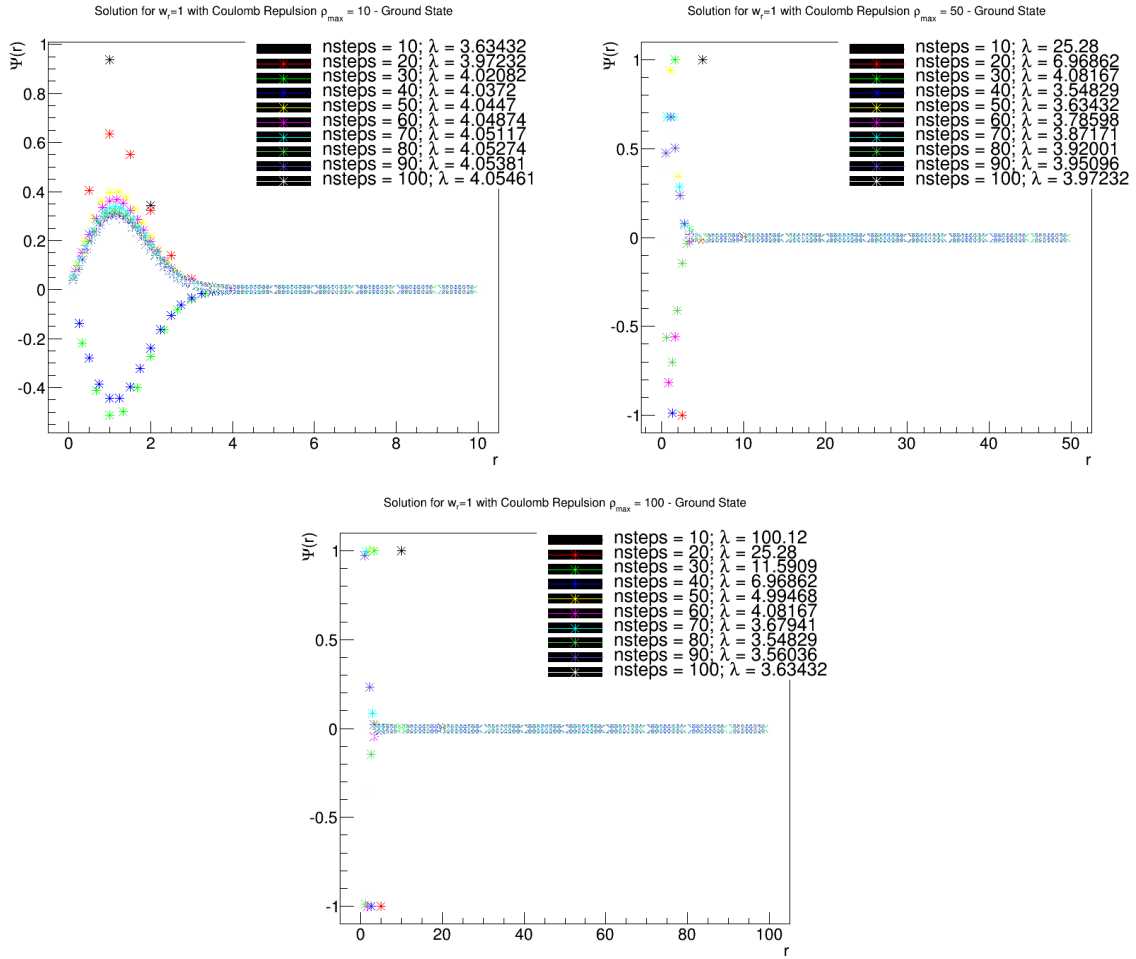 Solution for w_r=1 with Coulomb Repulsion ρ_max = 10 - Ground State
Ψ(r)
1
0.8
0.6
0.4
0.2
0
-0.2
-0.4
nsteps = 10; λ = 3.63432
nsteps = 20; λ = 3.97232
nsteps = 30; λ = 4.02082
nsteps = 40; λ = 4.0372
nsteps = 50; λ = 4.0447
nsteps = 60; λ = 4.04874
nsteps = 70; λ = 4.05117
nsteps = 80; λ = 4.05274
nsteps = 90; λ = 4.05381
nsteps = 100; λ = 4.05461
0 2 4 6 8 10
r
Solution for w_r=1 with Coulomb Repulsion ρ_max = 50 - Ground State
Ψ(r)
1
0.5
0
-0.5
-1
nsteps = 10; λ = 25.28
nsteps = 20; λ = 6.96862
nsteps = 30; λ = 4.08167
nsteps = 40; λ = 3.54829
nsteps = 50; λ = 3.63432
nsteps = 60; λ = 3.78598
nsteps = 70; λ = 3.87171
nsteps = 80; λ = 3.92001
nsteps = 90; λ = 3.95096
nsteps = 100; λ = 3.97232
0 10 20 30 40 50
r
Solution for w_r=1 with Coulomb Repulsion ρ_max = 100 - Ground State
Ψ(r)
1
0.5
0
-0.5
-1
nsteps = 10; λ = 100.12
nsteps = 20; λ = 25.28
nsteps = 30; λ = 11.5909
nsteps = 40; λ = 6.96862
nsteps = 50; λ = 4.99468
nsteps = 60; λ = 4.08167
nsteps = 70; λ = 3.67941
nsteps = 80; λ = 3.54829
nsteps = 90; λ = 3.56036
nsteps = 100; λ = 3.63432
0 20 40 60 80 100
r